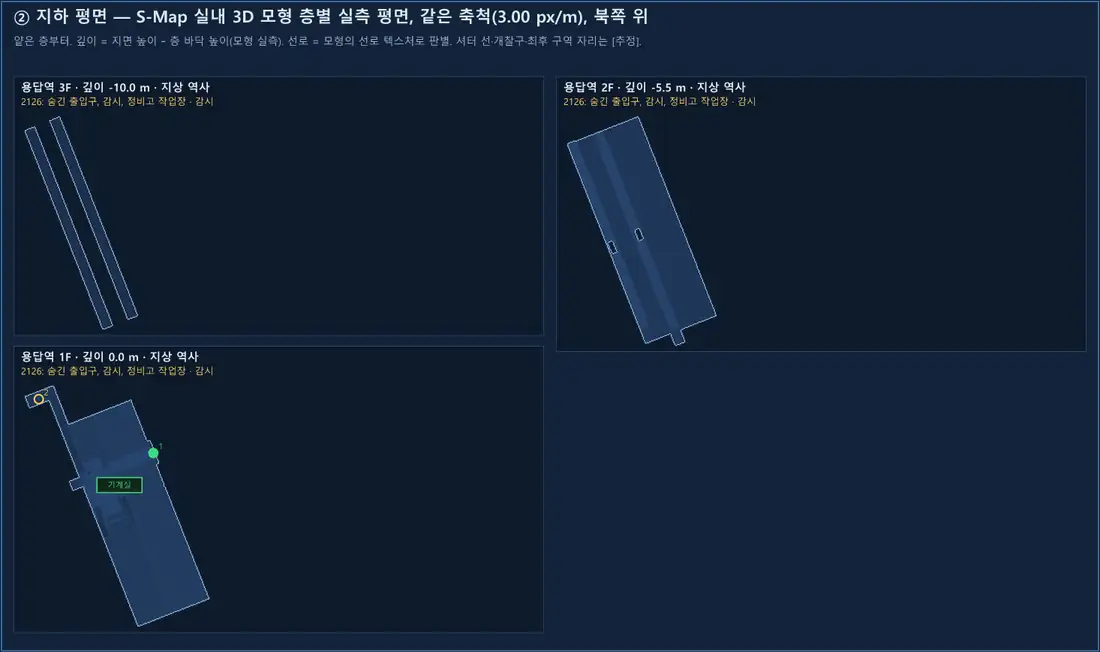 ② 지하 평면 — S-Map 실내 3D 모형 층별 실측 평면, 같은 축척(3.00 px/m), 북쪽 위
얕은 층부터. 깊이 = 지면 높이 − 층 바닥 높이(모형 실측). 선로 = 모형의 선로 텍스처로 판별. 셔터 선·개찰구·최후 구역 자리는 [추정].
용답역 3F · 깊이 -10.0 m · 지상 역사
2126: 숨긴 출입구, 감시, 정비고 작업장 · 감시
용답역 2F · 깊이 -5.5 m · 지상 역사
2126: 숨긴 출입구, 감시, 정비고 작업장 · 감시
용답역 1F · 깊이 0.0 m · 지상 역사
2126: 숨긴 출입구, 감시, 정비고 작업장 · 감시
2
1
기계실